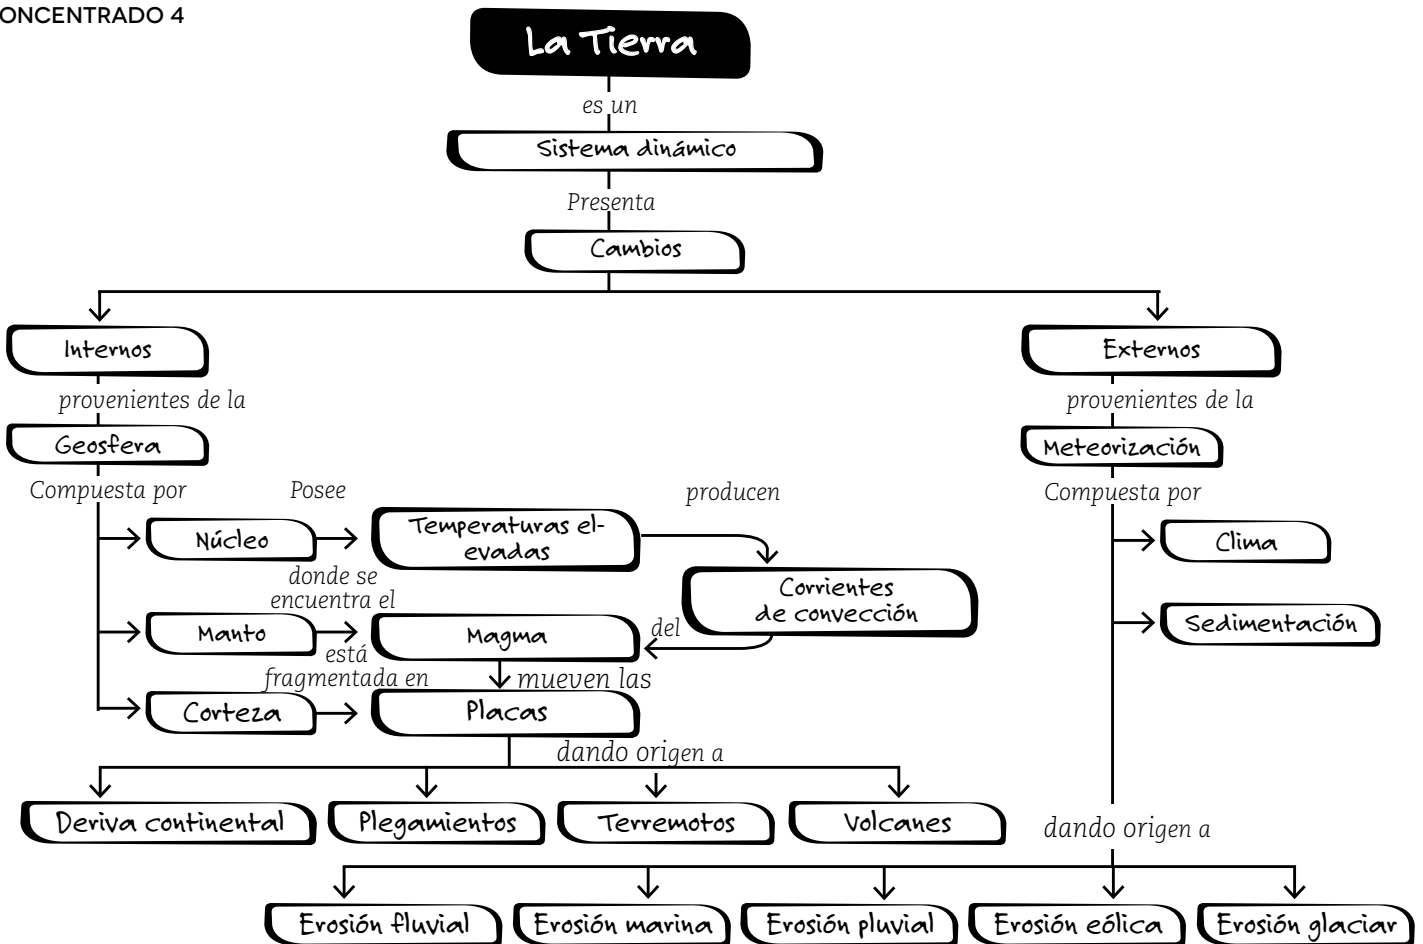 ONCENTRADO 4
La Tierra
es un
Sistema dinámico
Presenta
Cambios
Internos
Externos
provenientes de la
provenientes de la
Geosfera
Meteorización
Compuesta por
Posee
producen
Compuesta por
Núcleo
Temperaturas el-
evadas
Clima
donde se
encuentra el
Corrientes
de convección
Manto
Magma
del
Sedimentación
está
fragmentada en
mueven las
Corteza
Placas
dando origen a
Deriva continental
Plegamientos
Terremotos
Volcanes
dando origen a
Erosión fluvial
Erosión marina
Erosión pluvial
Erosión eólica
Erosión glaciar